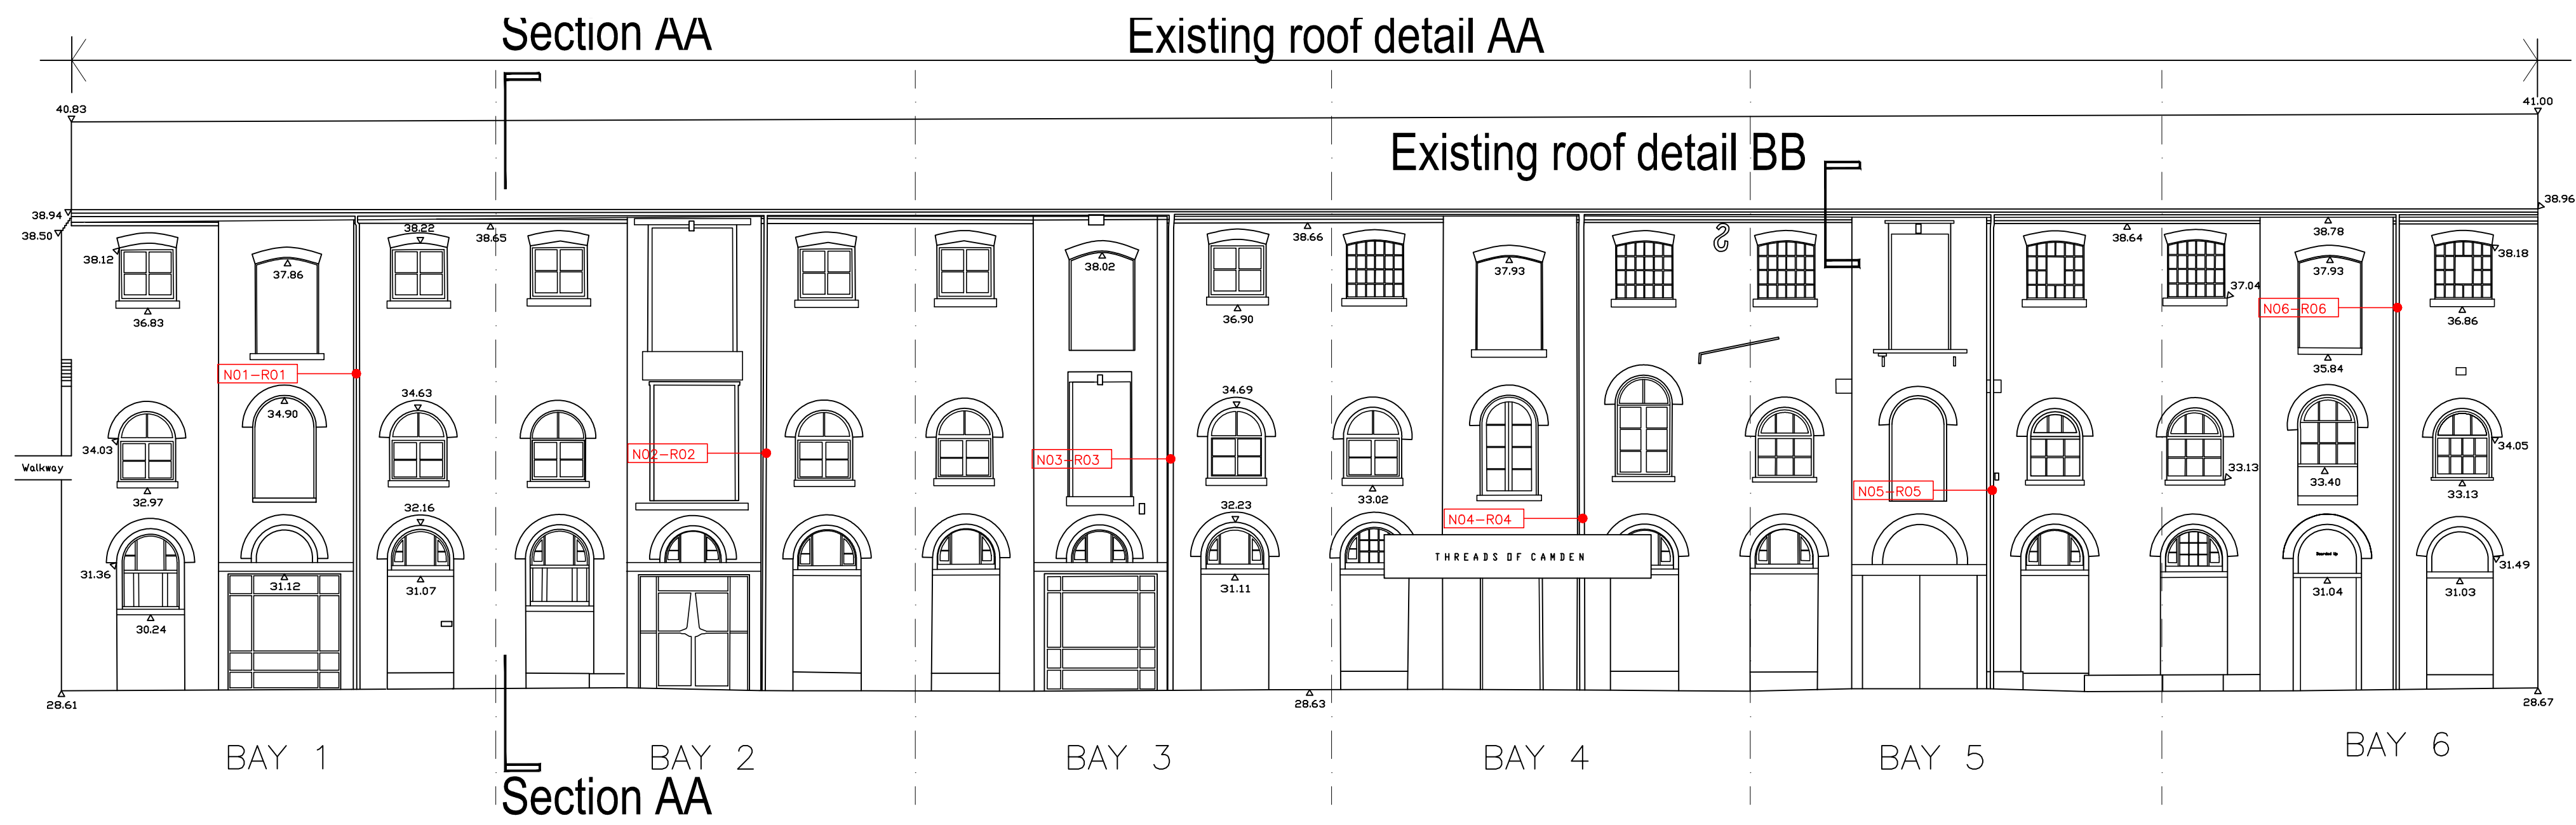 Section AA
Existing roof detail AA
40.83
41.00
Existing roof detail BB
38.94
38.96
38.50
38.22
38.65
38.66
38.64
38.78
38.12
37.86
38.02
37.93
37.93
38.18
37.04
36.83
36.90
N06-R06
36.86
35.84
N01-R01
34.63
34.69
34.90
34.03
N02-R02
N03-R03
34.05
Walkway
33.13
32.97
33.02
N05-R05
33.40
33.13
32.16
32.23
N04-R04
THREADS OF CAMDEN
Boarded Up
31.36
31.12
31.07
31.11
31.49
31.04
31.03
30.24
28.61
28.63
28.67
BAY 1
BAY 2
BAY 3
BAY 4
BAY 5
BAY 6
Section AA